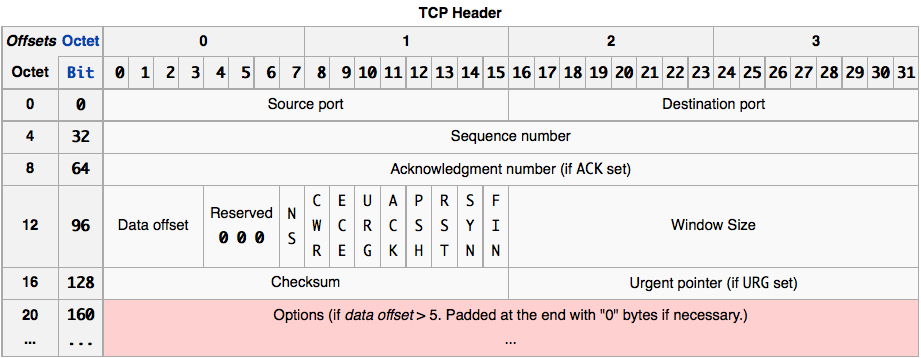 TCP Header
Offsets Octet 0 1 2 3
Octet Bit 0 1 2 3 4 5 6 7 8 9 10 11 12 13 14 15 16 17 18 19 20 21 22 23 24 25 26 27 28 29 30 31
0 0 Source port Destination port
4 32 Sequence number
8 64 Acknowledgment number (if ACK set)
12 96 Data offset Reserved 0 0 0 NS CWR ECE URG ACK PSH RST SYN FIN Window Size
16 128 Checksum Urgent pointer (if URG set)
20 160 Options (if data offset > 5. Padded at the end with "0" bytes if necessary.)
... ... ...